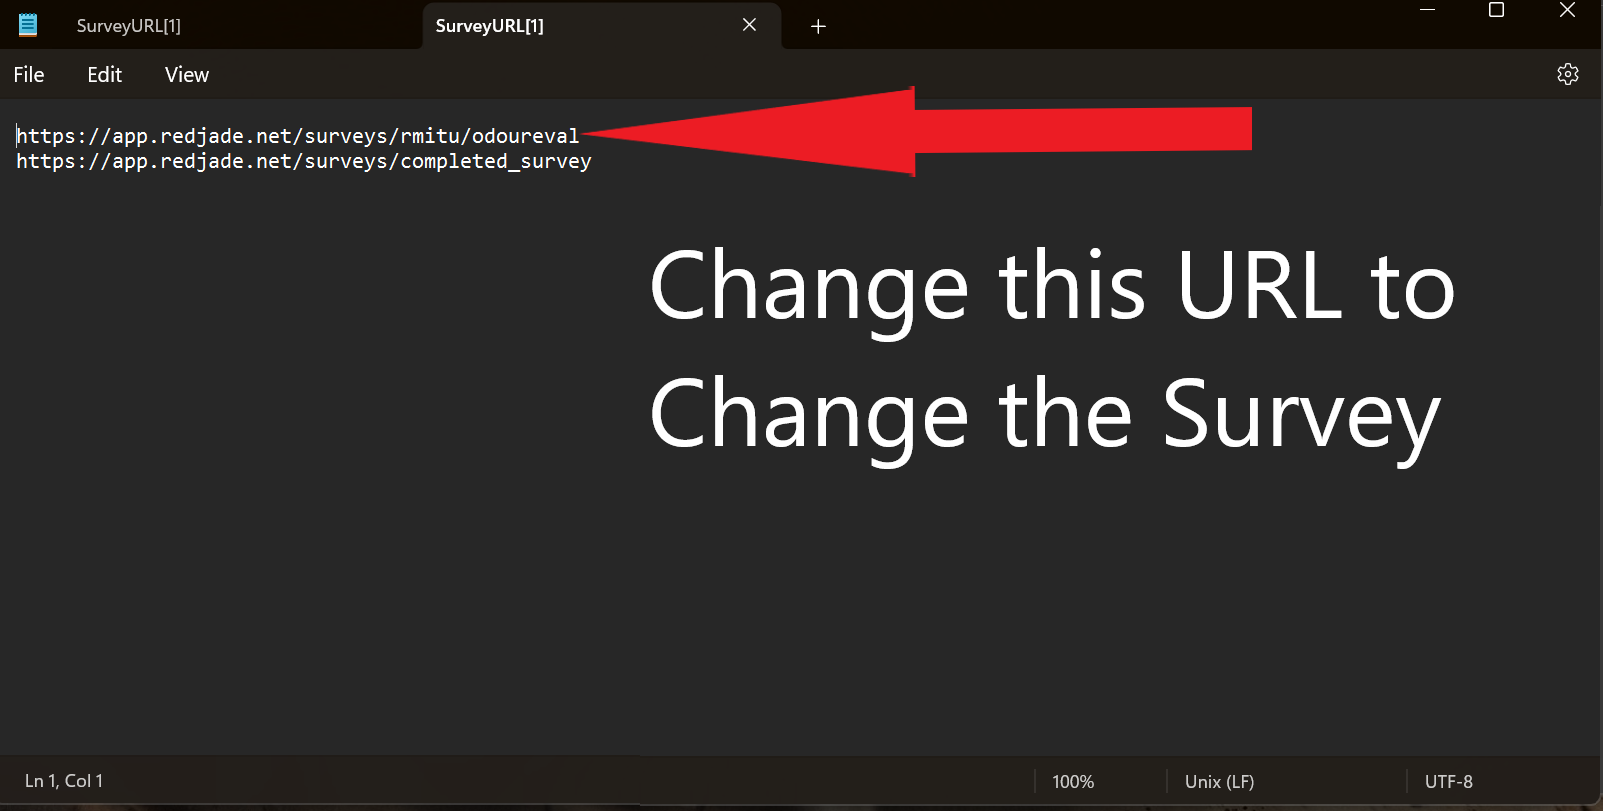 SurveyURL[1]
SurveyURL[1]
File Edit View
https://app.redjade.net/surveys/rmitu/odoureval
https://app.redjade.net/surveys/completed_survey
Change this URL to
Change the Survey
Ln 1, Col 1
100%
Unix (LF)
UTF-8